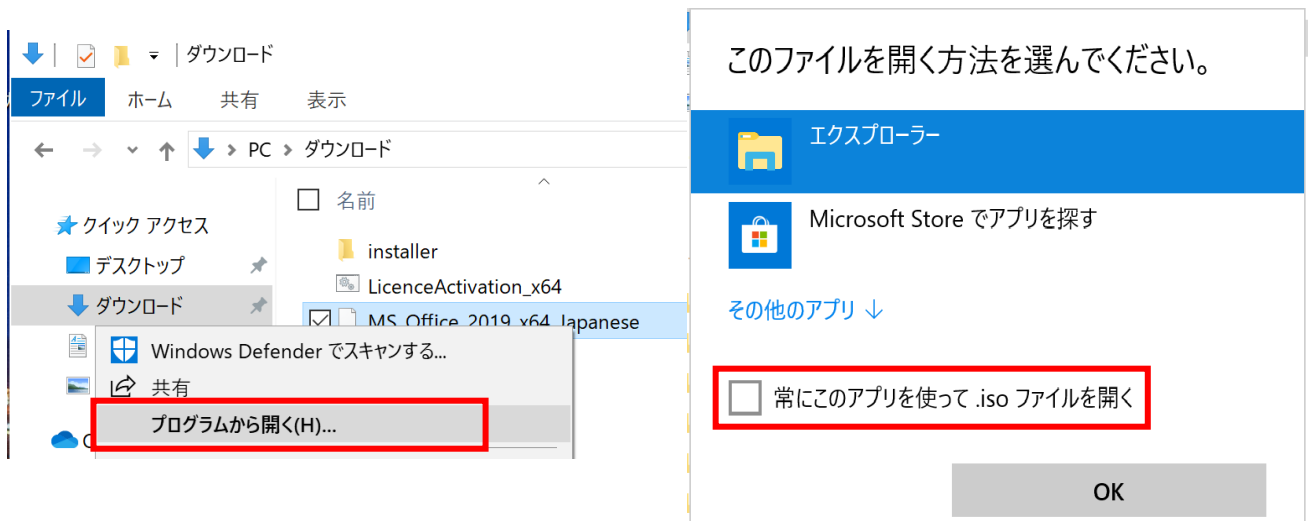 ダウンロード
ファイル ホーム 共有 表示
PC ダウンロード
名前
クイック アクセス
installer
デスクトップ
LicenceActivation_x64
ダウンロード
MS_Office_2019_x64_Japanese
Windows Defender でスキャンする...
共有
プログラムから開く(H)...
このファイルを開く方法を選んでください。
エクスプローラー
Microsoft Store でアプリを探す
その他のアプリ ↓
常にこのアプリを使って .iso ファイルを開く
OK